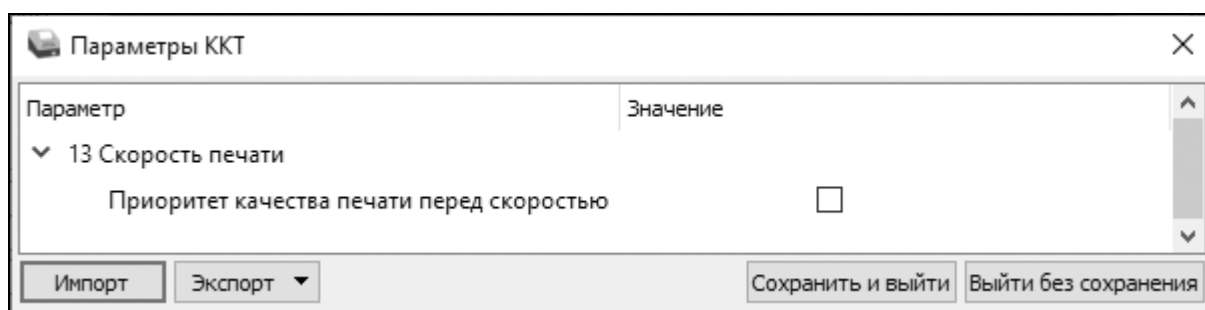 Параметры ККТ
Параметр Значение
13 Скорость печати
Приоритет качества печати перед скоростью
Импорт Экспорт Сохранить и выйти Выйти без сохранения